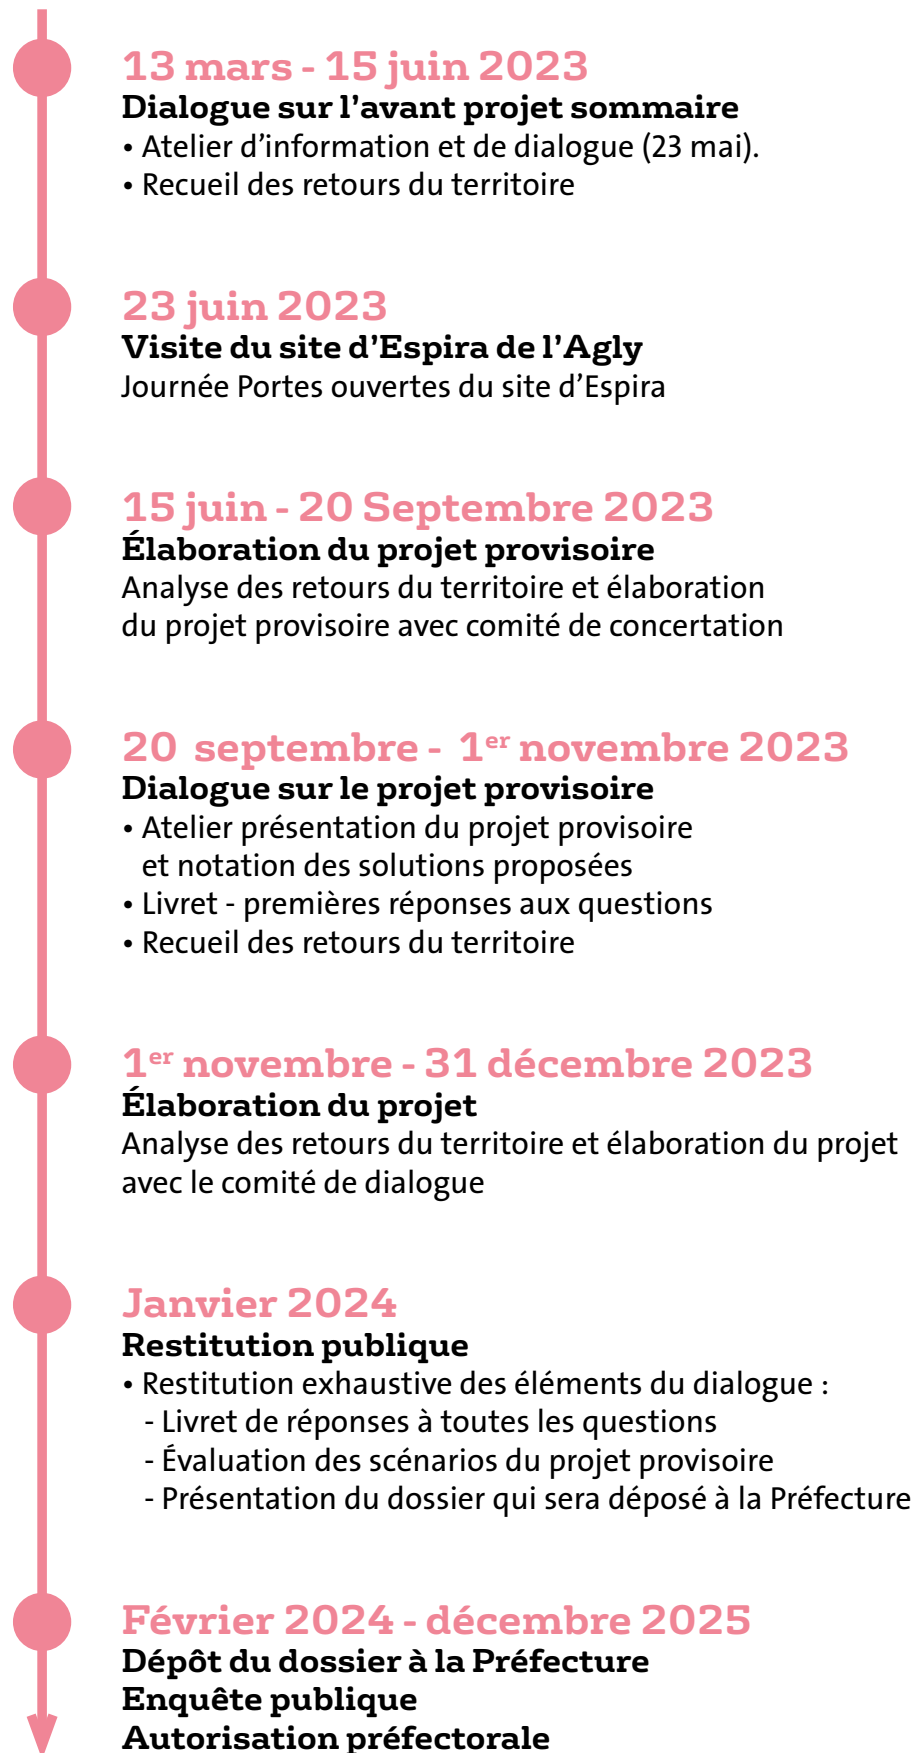 13 mars - 15 juin 2023
Dialogue sur l’avant projet sommaire
• Atelier d’information et de dialogue (23 mai).
• Recueil des retours du territoire
23 juin 2023
Visite du site d’Espira de l’Agly
Journée Portes ouvertes du site d’Espira
15 juin - 20 Septembre 2023
Élaboration du projet provisoire
Analyse des retours du territoire et élaboration
du projet provisoire avec comité de concertation
20 septembre - 1er novembre 2023
Dialogue sur le projet provisoire
• Atelier présentation du projet provisoire
et notation des solutions proposées
• Livret - premières réponses aux questions
• Recueil des retours du territoire
1er novembre - 31 décembre 2023
Élaboration du projet
Analyse des retours du territoire et élaboration du projet
avec le comité de dialogue
Janvier 2024
Restitution publique
• Restitution exhaustive des éléments du dialogue :
- Livret de réponses à toutes les questions
- Évaluation des scénarios du projet provisoire
- Présentation du dossier qui sera déposé à la Préfecture
Février 2024 - décembre 2025
Dépôt du dossier à la Préfecture
Enquête publique
Autorisation préfectorale